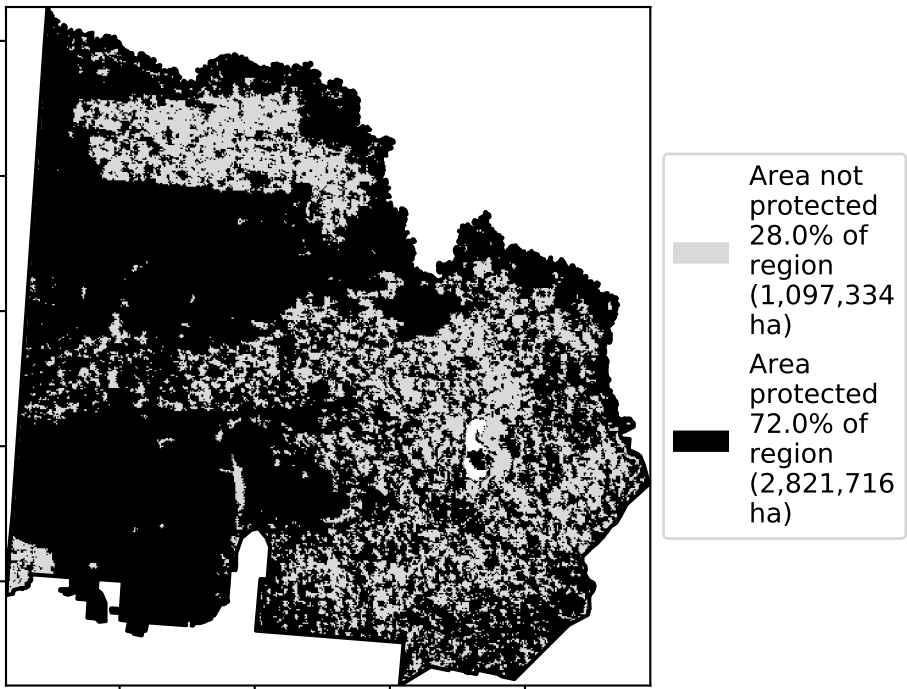 Area not
protected
28.0% of
region
(1,097,334
ha)
Area
protected
72.0% of
region
(2,821,716
ha)